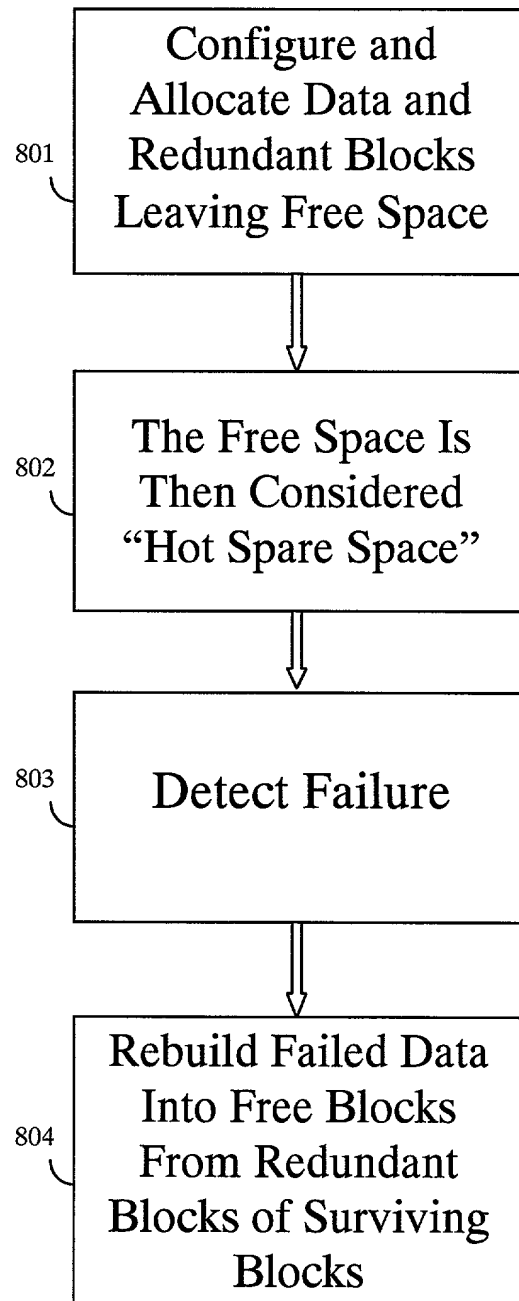 Configure and
Allocate Data and
Redundant Blocks
Leaving Free Space
801
The Free Space Is
Then Considered
“Hot Spare Space”
802
Detect Failure
803
Rebuild Failed Data
Into Free Blocks
From Redundant
Blocks of Surviving
Blocks
804